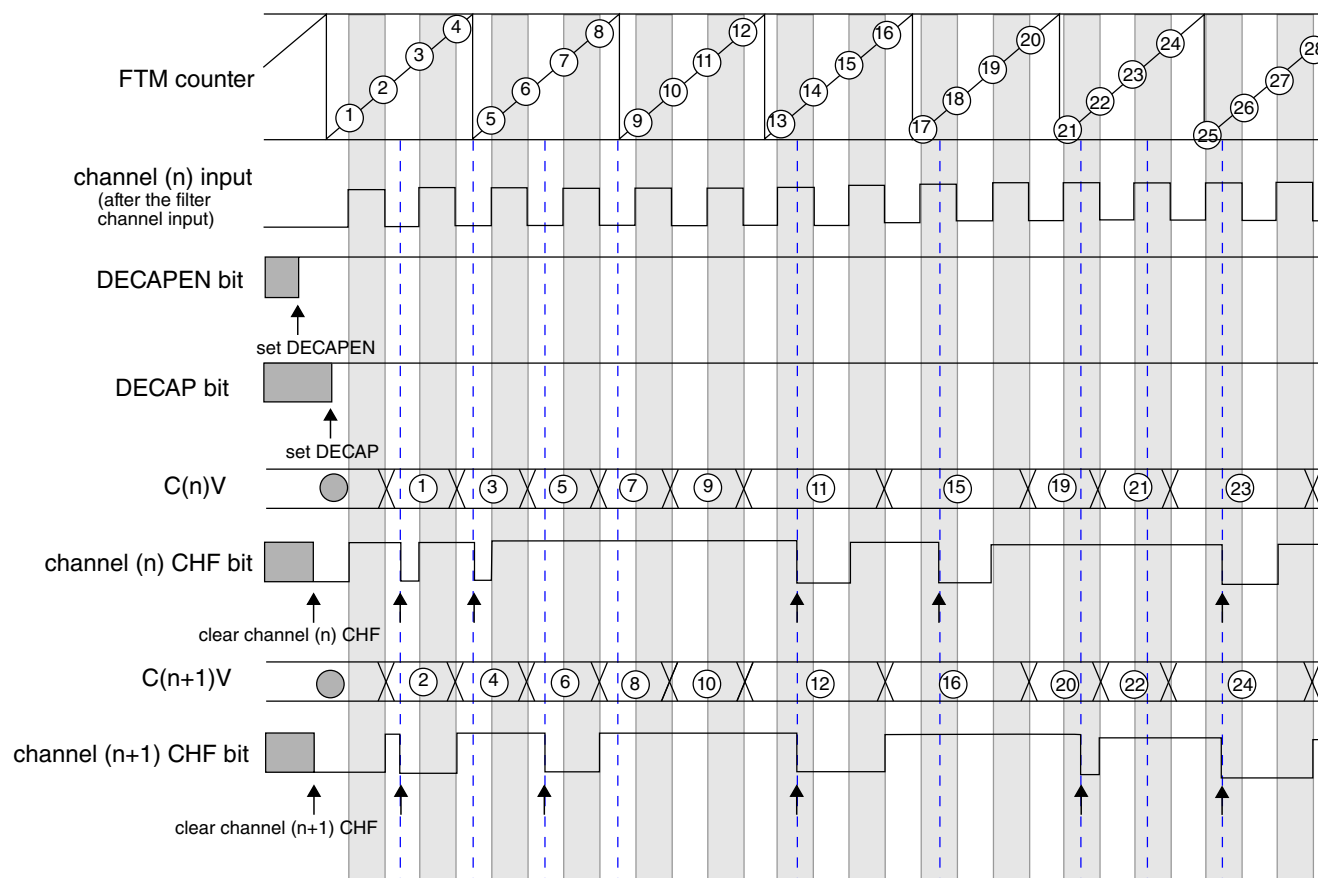 FTM counter
1 2 3 4 5 6 7 8 9 10 11 12 13 14 15 16 17 18 19 20 21 22 23 24 25 26 27 28
channel (n) input
(after the filter
channel input)
DECAPEN bit
set DECAPEN
DECAP bit
set DECAP
C(n)V
1 3 5 7 9 11 15 19 21 23
channel (n) CHF bit
clear channel (n) CHF
C(n+1)V
2 4 6 8 10 12 16 20 22 24
channel (n+1) CHF bit
clear channel (n+1) CHF